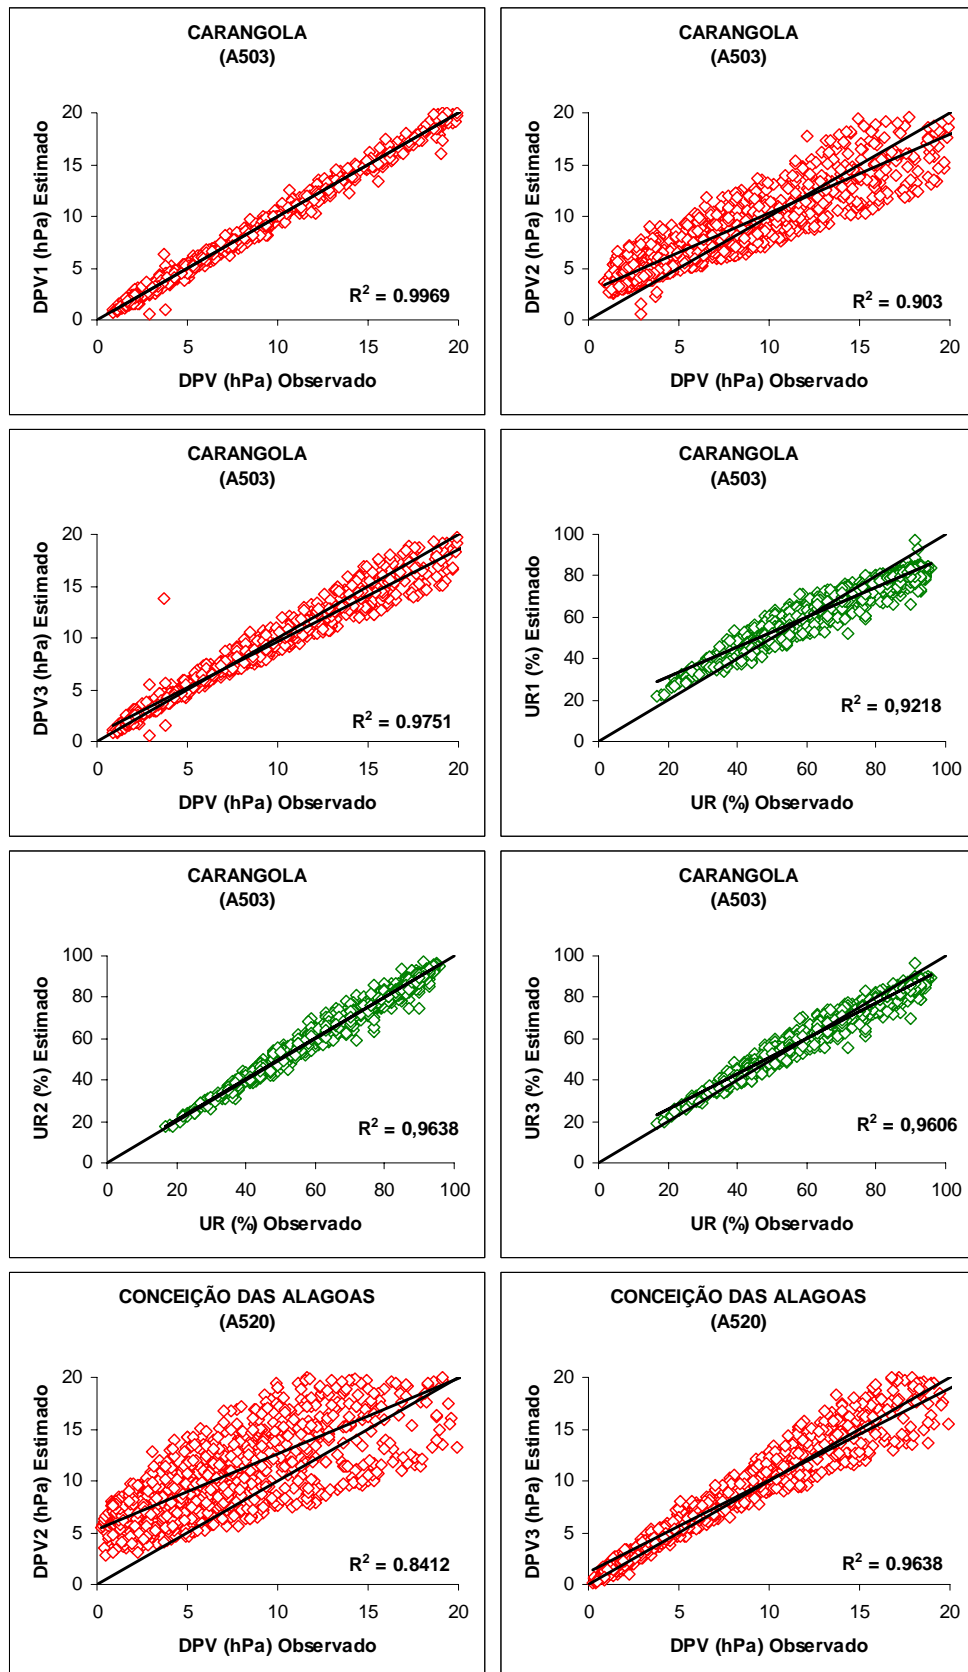 CARANGOLA
(A503)
20
15
10
5
0
DPV1 (hPa) Estimado
R² = 0.9969
0 5 10 15 20
DPV (hPa) Observado
CARANGOLA
(A503)
20
15
10
5
0
DPV2 (hPa) Estimado
R² = 0.903
0 5 10 15 20
DPV (hPa) Observado
CARANGOLA
(A503)
20
15
10
5
0
DPV3 (hPa) Estimado
R² = 0.9751
0 5 10 15 20
DPV (hPa) Observado
CARANGOLA
(A503)
100
80
60
40
20
0
UR1 (%) Estimado
R² = 0,9218
0 20 40 60 80 100
UR (%) Observado
CARANGOLA
(A503)
100
80
60
40
20
0
UR2 (%) Estimado
R² = 0,9638
0 20 40 60 80 100
UR (%) Observado
CARANGOLA
(A503)
100
80
60
40
20
0
UR3 (%) Estimado
R² = 0,9606
0 20 40 60 80 100
UR (%) Observado
CONCEIÇÃO DAS ALAGOAS
(A520)
20
15
10
5
0
DPV2 (hPa) Estimado
R² = 0.8412
0 5 10 15 20
DPV (hPa) Observado
CONCEIÇÃO DAS ALAGOAS
(A520)
20
15
10
5
0
DPV3 (hPa) Estimado
R² = 0.9638
0 5 10 15 20
DPV (hPa) Observado